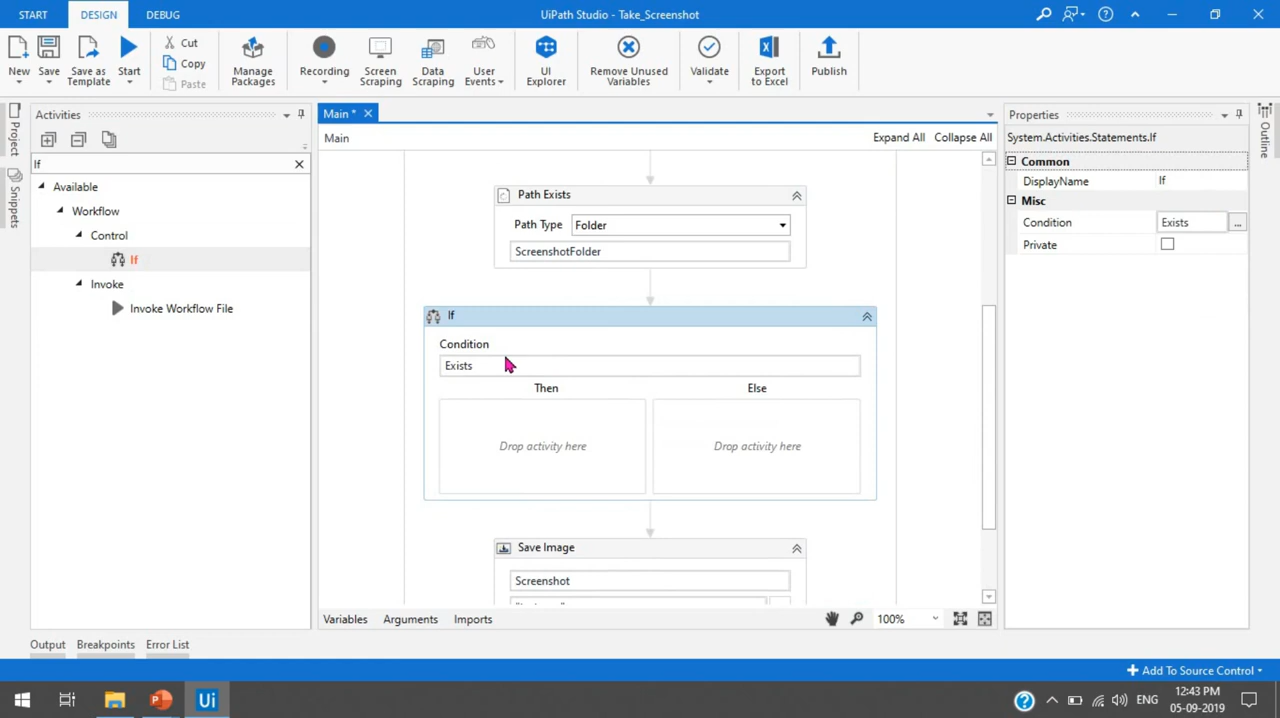 START DESIGN DEBUG UiPath Studio - Take_Screenshot
New
Save
Save as
Template
Start
Cut
Copy
Paste
Manage
Packages
Recording
Screen
Scraping
Data
Scraping
User
Events
UI
Explorer
Remove Unused
Variables
Validate
Export
to Excel
Publish
Project
Snippets
Activities
If
Available
Workflow
Control
If
Invoke
Invoke Workflow File
Main *
Main
Expand All Collapse All
Path Exists
Path Type Folder
ScreenshotFolder
If
Condition
Exists
Then Else
Drop activity here Drop activity here
Save Image
Screenshot
Variables Arguments Imports
100%
Properties
System.Activities.Statements.If
Common
DisplayName If
Misc
Condition Exists ...
Private
Outline
Output Breakpoints Error List
Add To Source Control
Ui
ENG
12:43 PM
05-09-2019